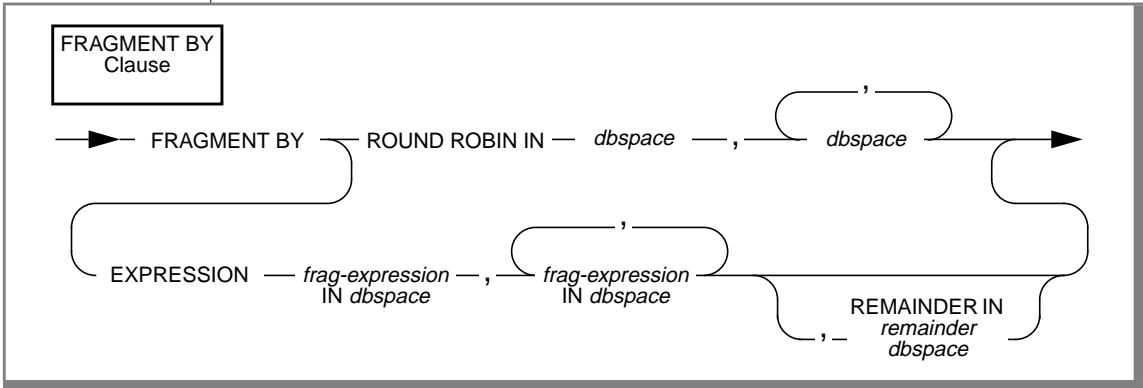 FRAGMENT BY
Clause
,
FRAGMENT BY ROUND ROBIN IN dbspace , dbspace
,
EXPRESSION frag-expression , frag-expression
IN dbspace IN dbspace
REMAINDER IN
, remainder
dbspace